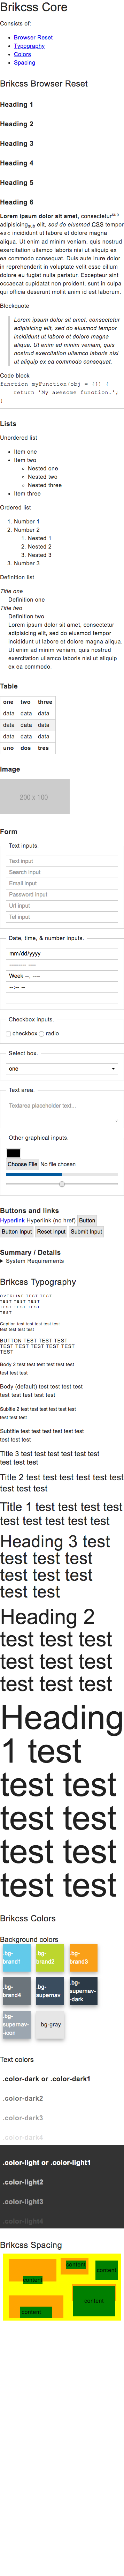 Brikcss Core
Consists of:
Browser Reset
Typography
Colors
Spacing
Brikcss Browser Reset
Heading 1
Heading 2
Heading 3
Heading 4
Heading 5
Heading 6
Lorem ipsum dolor sit amet, consectetur sup
adipisicing sub elit, sed do eiusmod CSS tempor
incididunt ut labore et dolore magna
aliqua. Ut enim ad minim veniam, quis nostrud
exercitation ullamco laboris nisi ut aliquip ex ea
commodo consequat. Duis aute irure dolor in
reprehenderit in voluptate velit esse cillum
dolore eu fugiat nulla pariatur. Excepteur sint
occaecat cupidatat non proident, sunt in culpa
qui officia deserunt mollit anim id est laborum.
Blockquote
Lorem ipsum dolor sit amet, consectetur
adipisicing elit, sed do eiusmod tempor
incididunt ut labore et dolore magna
aliqua. Ut enim ad minim veniam, quis
nostrud exercitation ullamco laboris nisi
ut aliquip ex ea commodo consequat.
Code block
function myFunction(obj = {}) {
return 'My awesome function.';
}
Lists
Unordered list
Item one
Item two
Nested one
Nested two
Nested three
Item three
Ordered list
1. Number 1
2. Number 2
1. Nested 1
2. Nested 2
3. Nested 3
3. Number 3
Definition list
Title one
Definition one
Title two
Definition two
Lorem ipsum dolor sit amet, consectetur
adipisicing elit, sed do eiusmod tempor
incididunt ut labore et dolore magna aliqua.
Ut enim ad minim veniam, quis nostrud
exercitation ullamco laboris nisi ut aliquip
ex ea commodo.
Table
one two three
data data data
data data data
data data data
uno dos tres
Image
200 x 100
Form
Text inputs.
Text input
Search input
Email input
Password input
Url input
Tel input
Date, time, & number inputs.
mm/dd/yyyy
--------- ----
Week --, ----
--:-- --
Checkbox inputs.
checkbox radio
Select box.
one
Text area.
Textarea placeholder text...
Other graphical inputs.
Choose File No file chosen
Buttons and links
Hyperlink Hyperlink (no href) Button
Button Input Reset Input Submit Input
Summary / Details
System Requirements
Brikcss Typography
OVERLINE TEST TEST
TEST TEST TEST
TEST TEST TEST
TEST
Caption test test test test test
test test test test
BUTTON TEST TEST TEST
TEST TEST TEST TEST TEST
TEST
Body 2 test test test test test test
test test test
Body (default) test test test test
test test test test test
Subtitle 2 test test test test test test
test test test
Subtitle test test test test test test
test test test
Title 3 test test test test test test
test test test
Title 2 test test test test test test
test test test
Title 1 test test test test
test test test test test
Heading 3 test
test test test
test test test
test test
Heading 2
test test test
test test test
test test test
Heading
1 test
test test
test test
test test
test test
Brikcss Colors
Background colors
.bg-brand1
.bg-brand2
.bg-brand3
.bg-brand4
.bg-supernav
.bg-supernav-dark
.bg-supernav-icon
.bg-gray
Text colors
.color-dark or .color-dark1
.color-dark2
.color-dark3
.color-dark4
.color-light or .color-light1
.color-light2
.color-light3
.color-light4
Brikcss Spacing
content
content
content
content
content